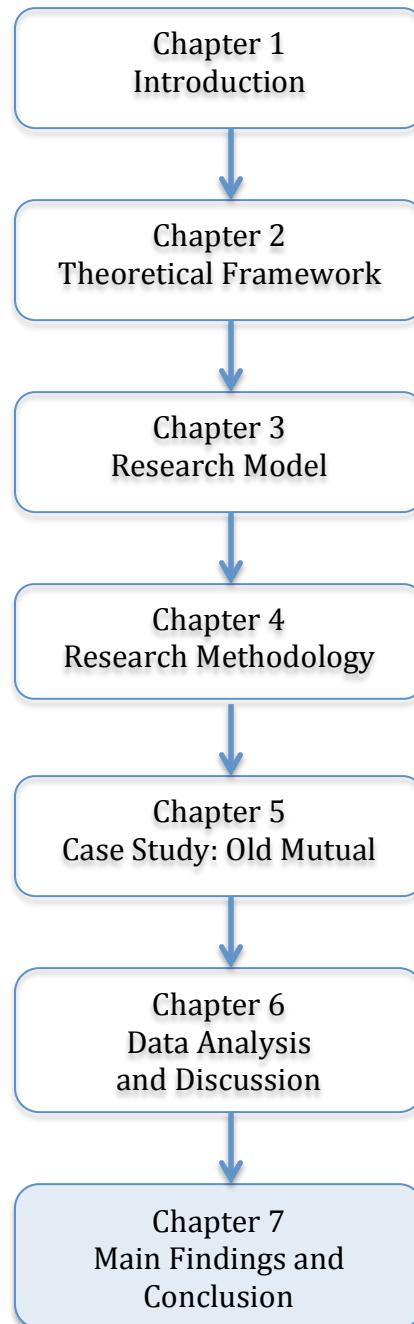 Chapter 1
Introduction
Chapter 2
Theoretical Framework
Chapter 3
Research Model
Chapter 4
Research Methodology
Chapter 5
Case Study: Old Mutual
Chapter 6
Data Analysis
and Discussion
Chapter 7
Main Findings and
Conclusion